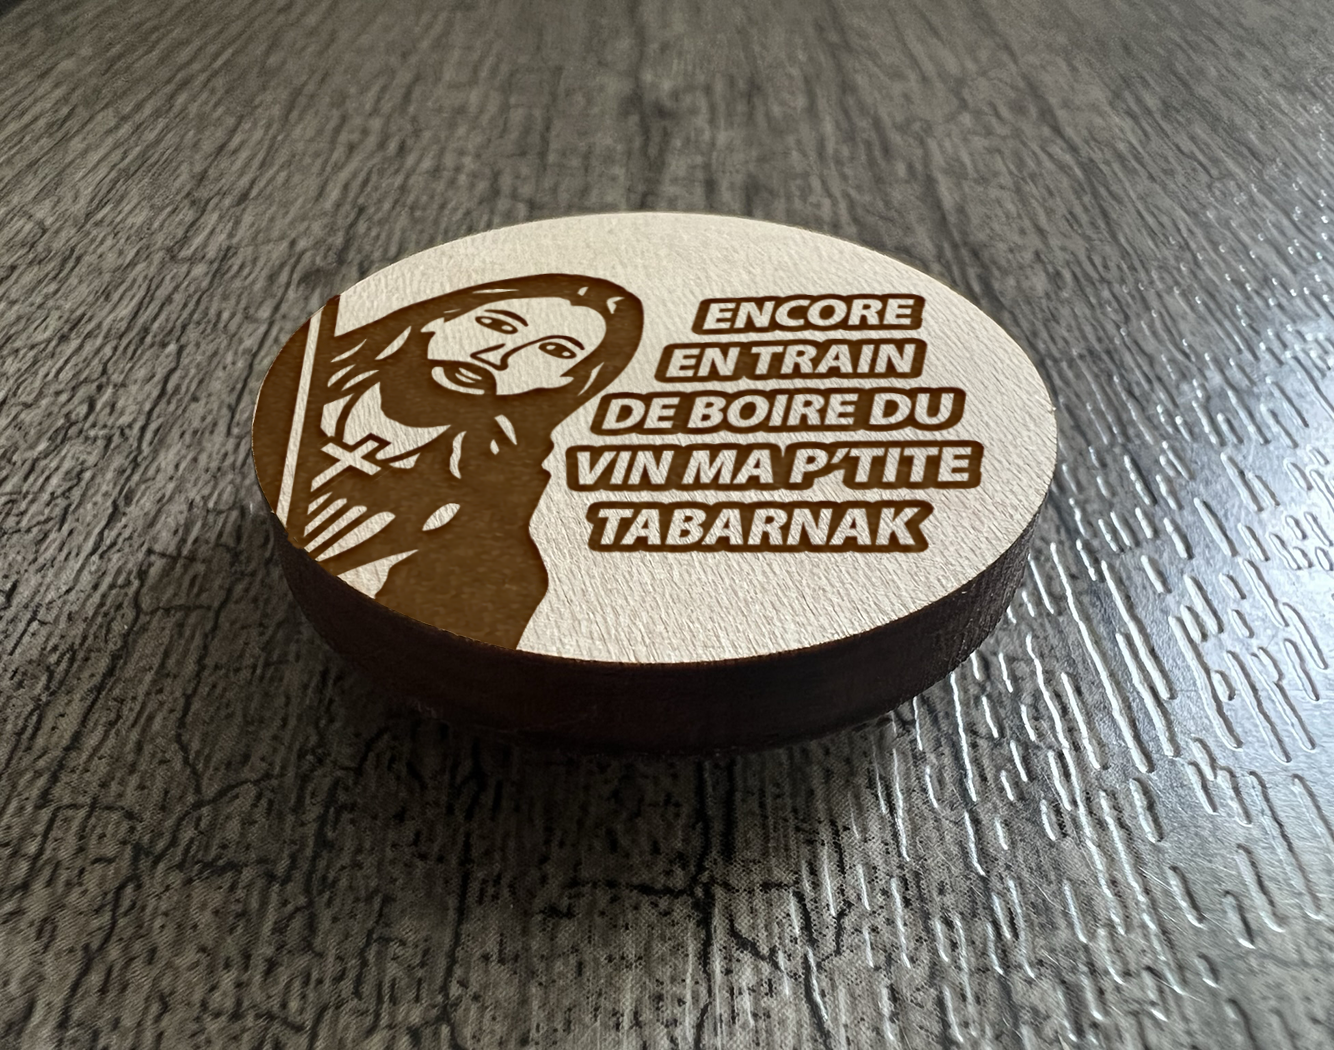 ENCORE
EN TRAIN
DE BOIRE DU
VIN MA P'TITE
TABARNAK